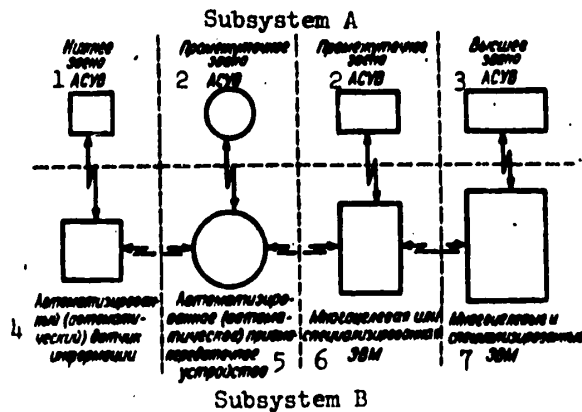 Subsystem A
Низшее
звено
1 АСУВ
Промежуточное
звено
2 АСУВ
Промежуточное
звено
2 АСУВ
Высшее
звено
3 АСУВ
Автоматизирован-
ный (автомати-
4 ческий) датчик
информации
Автоматизиро-
ванное (автома-
тическое) приемо-
передаточное 5
устройство
Многоцелевая или
специализированная
6 ЭВМ
Многоцелевые и
специализированные
7 ЭВМ
Subsystem B